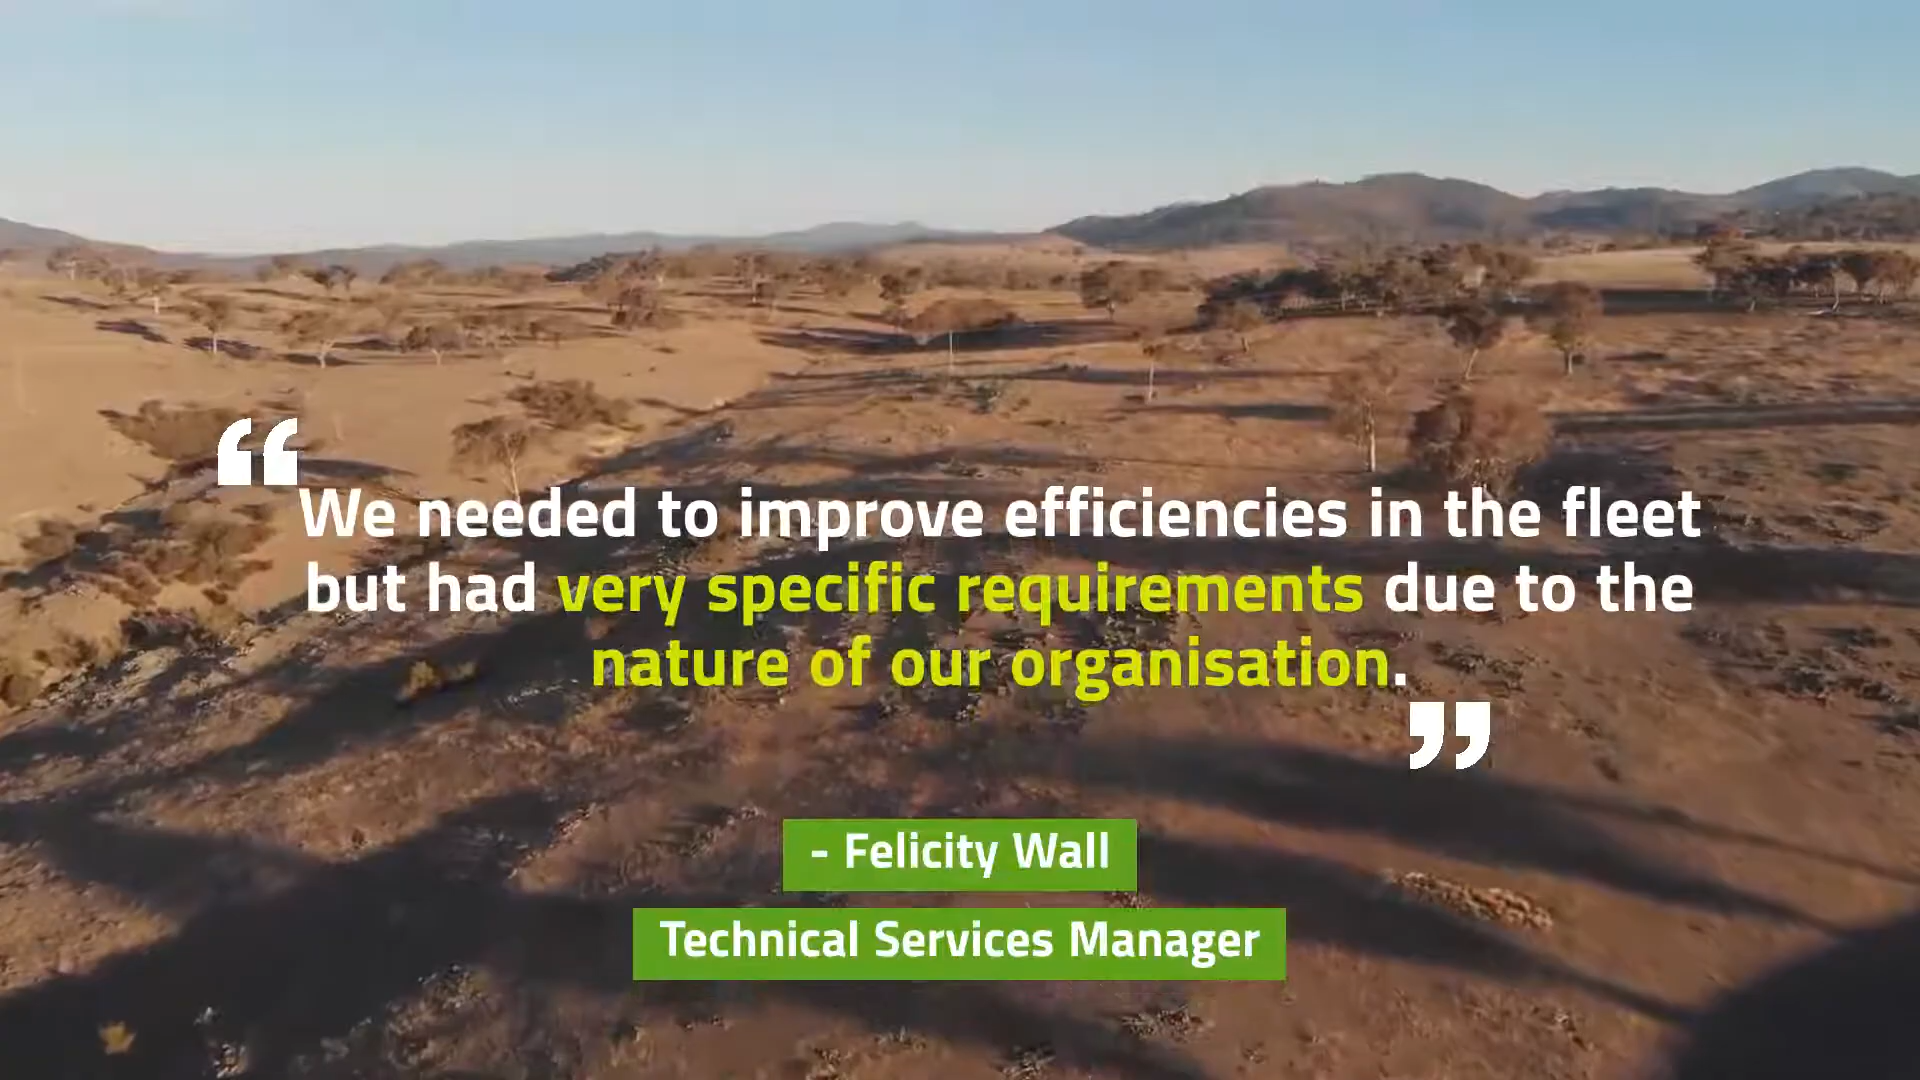 “We needed to improve efficiencies in the fleet
but had very specific requirements due to the
nature of our organisation.”
- Felicity Wall
Technical Services Manager